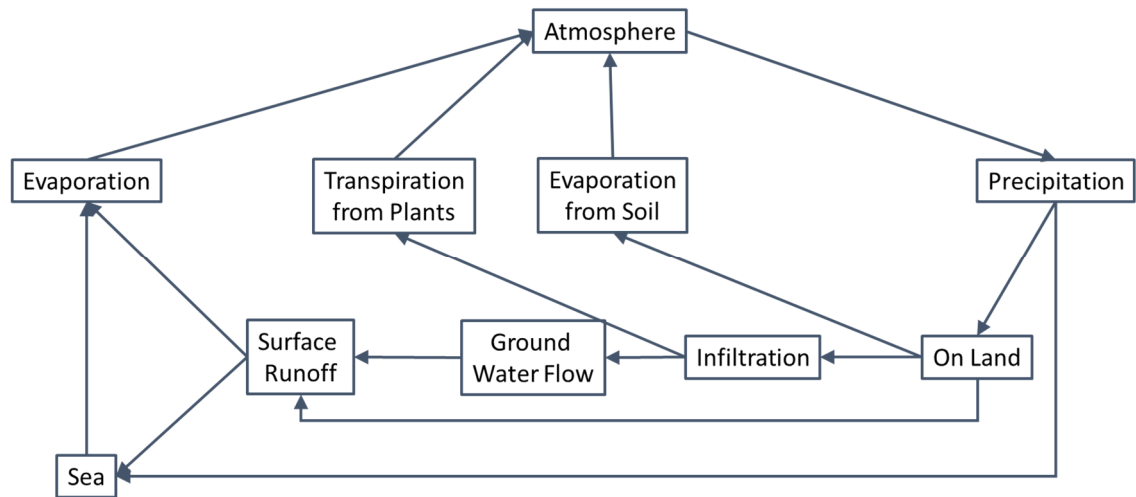 Atmosphere
Evaporation
Transpiration
from Plants
Evaporation
from Soil
Precipitation
Surface
Runoff
Ground
Water Flow
Infiltration
On Land
Sea